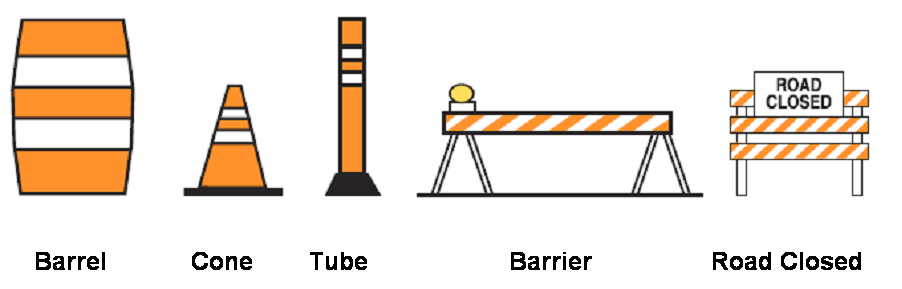 ROAD
CLOSED
Barrel Cone Tube Barrier Road Closed